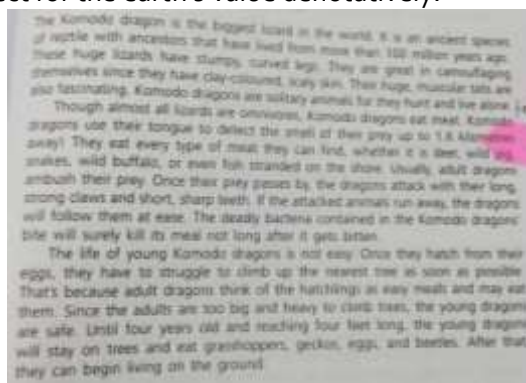 ct for the earth's value denotatively.
The Komodo dragon is the biggest lizard in the world. It is an ancient species
of reptile with ancestors that have lived from more than 100 million years ago.
These huge lizards have stumpy, curved legs. They are great in camouflaging
themselves since they have clay-coloured, scaly skin. Their huge, muscular tails are
also fascinating. Komodo dragons are solitary animals for they hunt and live alone.
Though almost all lizards are omnivores, Komodo dragons eat meat. Komodo
dragons use their tongue to detect the smell of their prey up to 1.8
away! They eat every type of meat they can find, whether it is deer, wild pig,
snakes, wild buffalo, or even fish stranded on the shore. Usually, adult dragons
ambush their prey. Once their prey passes by, the dragons attack with their long,
strong claws and short, sharp teeth. If the attacked animals run away, the dragons
will follow them at ease. The deadly bacteria contained in the Komodo dragons'
bite will surely kill its meal not long after it gets bitten.
The life of young Komodo dragons is not easy. Once they hatch from their
eggs, they have to struggle to climb up the nearest tree as soon as possible.
That's because adult dragons think of the hatchlings as easy meals and may eat
them. Since the adults are too big and heavy to climb trees, the young dragons
are safe. Until four years old and reaching four feet long, the young dragons
will stay on trees and eat grasshoppers, geckos, eggs, and beetles. After that
they can begin living on the ground.